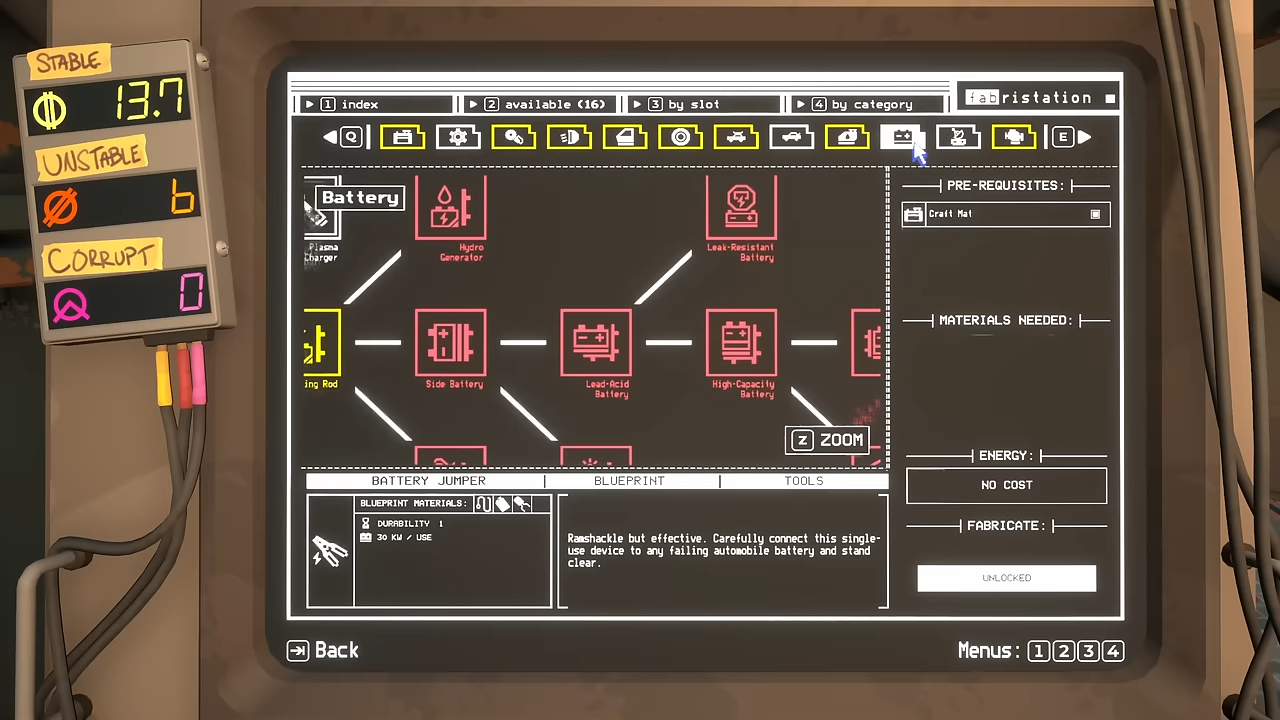 STABLE
13.7
UNSTABLE
6
CORRUPT
0
1 index
2 available (16)
3 by slot
4 by category
fabristation
Q
E
Battery
Plasma
Charger
Hydro
Generator
Leak-Resistant
Battery
ing Rod
Side Battery
Lead-Acid
Battery
High-Capacity
Battery
Z ZOOM
PRE-REQUISITES:
Craft Mat
MATERIALS NEEDED:
ENERGY:
NO COST
FABRICATE:
UNLOCKED
BATTERY JUMPER
BLUEPRINT
TOOLS
BLUEPRINT MATERIALS:
DURABILITY 1
30 KW / USE
Ramshackle but effective. Carefully connect this single-
use device to any failing automobile battery and stand
clear.
Back
Menus: 1 2 3 4